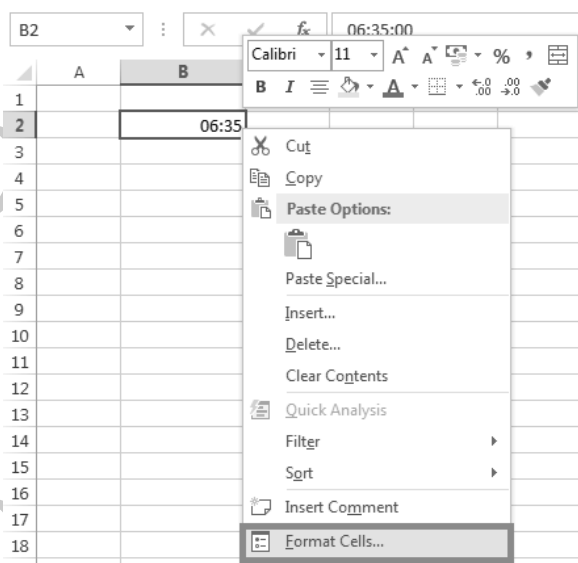 B2 fx 06:35:00
Calibri 11 A A % ,
B I A .00 .00
A B
1
2 06:35
3 Cut
4 Copy
5 Paste Options:
6
7
8 Paste Special...
9 Insert...
10 Delete...
11 Clear Contents
12
13 Quick Analysis
14 Filter
15 Sort
16 Insert Comment
17
18 Format Cells...